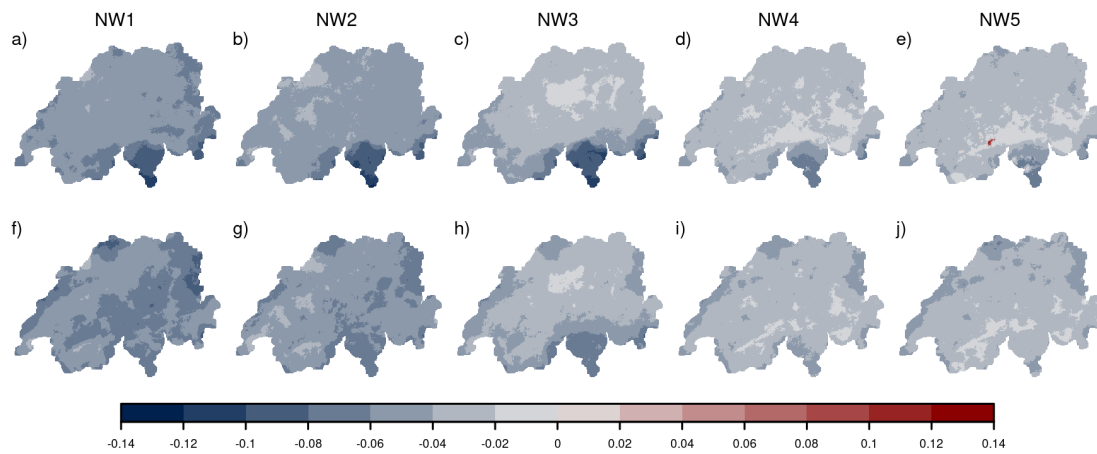 NW1 NW2 NW3 NW4 NW5
a) b) c) d) e)
f) g) h) i) j)
-0.14 -0.12 -0.1 -0.08 -0.06 -0.04 -0.02 0 0.02 0.04 0.06 0.08 0.1 0.12 0.14